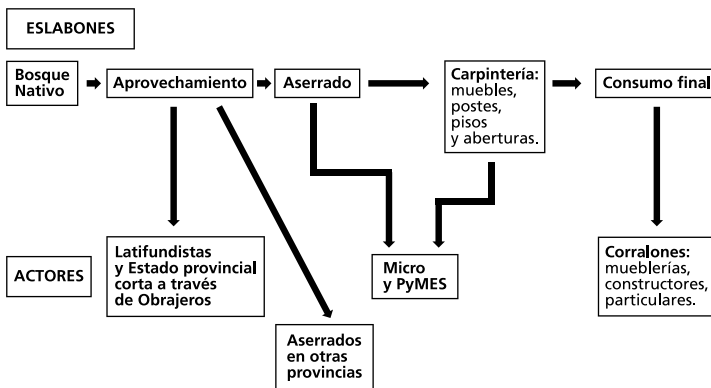 ESLABONES
Bosque
Nativo
Aprovechamiento
Aserrado
Carpintería:
muebles,
postes,
pisos
y aberturas.
Consumo final
ACTORES
Latifundistas
y Estado provincial
corta a través
de Obrajeros
Micro
y PyMES
Corralones:
mueblerías,
constructores,
particulares.
Aserrados
en otras
provincias